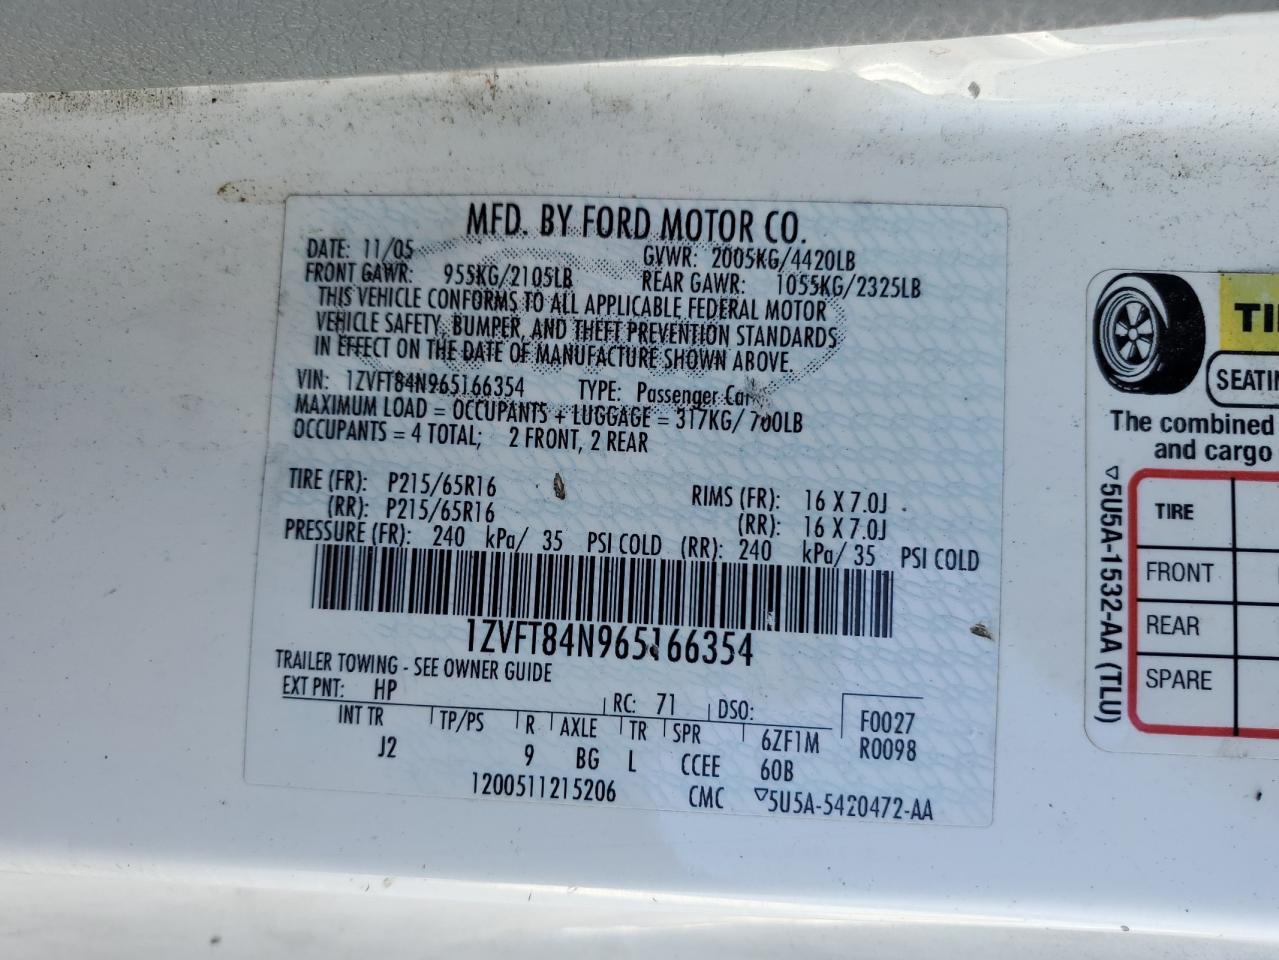 MFD. BY FORD MOTOR CO.
DATE: 11/05 GVWR: 2005KG/4420LB
FRONT GAWR: 955KG/2105LB REAR GAWR: 1055KG/2325LB
THIS VEHICLE CONFORMS TO ALL APPLICABLE FEDERAL MOTOR
VEHICLE SAFETY, BUMPER, AND THEFT PREVENTION STANDARDS
IN EFFECT ON THE DATE OF MANUFACTURE SHOWN ABOVE.
VIN: 1ZVFT84N965166354 TYPE: Passenger Car
MAXIMUM LOAD = OCCUPANTS + LUGGAGE = 317KG/ 700LB
OCCUPANTS = 4 TOTAL; 2 FRONT, 2 REAR
TIRE (FR): P215/65R16 RIMS (FR): 16 X 7.0J
(RR): P215/65R16 (RR): 16 X 7.0J
PRESSURE (FR): 240 kPa/ 35 PSI COLD (RR): 240 kPa/ 35 PSI COLD
1ZVFT84N965166354
TRAILER TOWING - SEE OWNER GUIDE
EXT PNT: HP RC: 71 DSO: F0027
INT TR TP/PS R AXLE TR SPR 6ZF1M R0098
J2 9 BG L CCEE 60B
1200511215206 CMC ▽5U5A-5420472-AA
TI
SEATIN
The combined
and cargo
TIRE
FRONT
REAR
SPARE
▽5U5A-1532-AA (TLU)